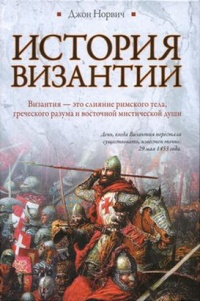 Джон Норвич
ИСТОРИЯ
ВИЗАНТИИ
Византия — это слияние римского тела,
греческого разума и восточной мистической души
День, когда Византия перестала
существовать, известен точно:
29 мая 1453 года.